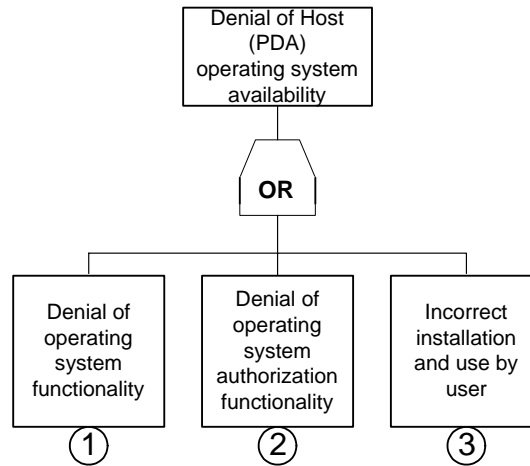 Denial of Host
(PDA)
operating system
availability
OR
Denial of
operating
system
functionality
Denial of
operating
system
authorization
functionality
Incorrect
installation
and use by
user
1
2
3